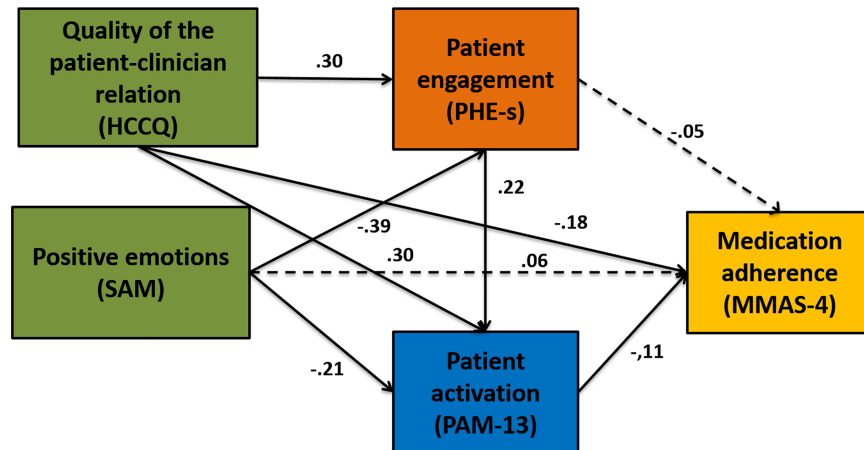 Quality of the
patient-clinician
relation
(HCCQ)
.30
Patient
engagement
(PHE-s)
-.05
.22
-.39
-.18
Positive emotions
(SAM)
.30
.06
Medication
adherence
(MMAS-4)
-.21
Patient
activation
(PAM-13)
-,11